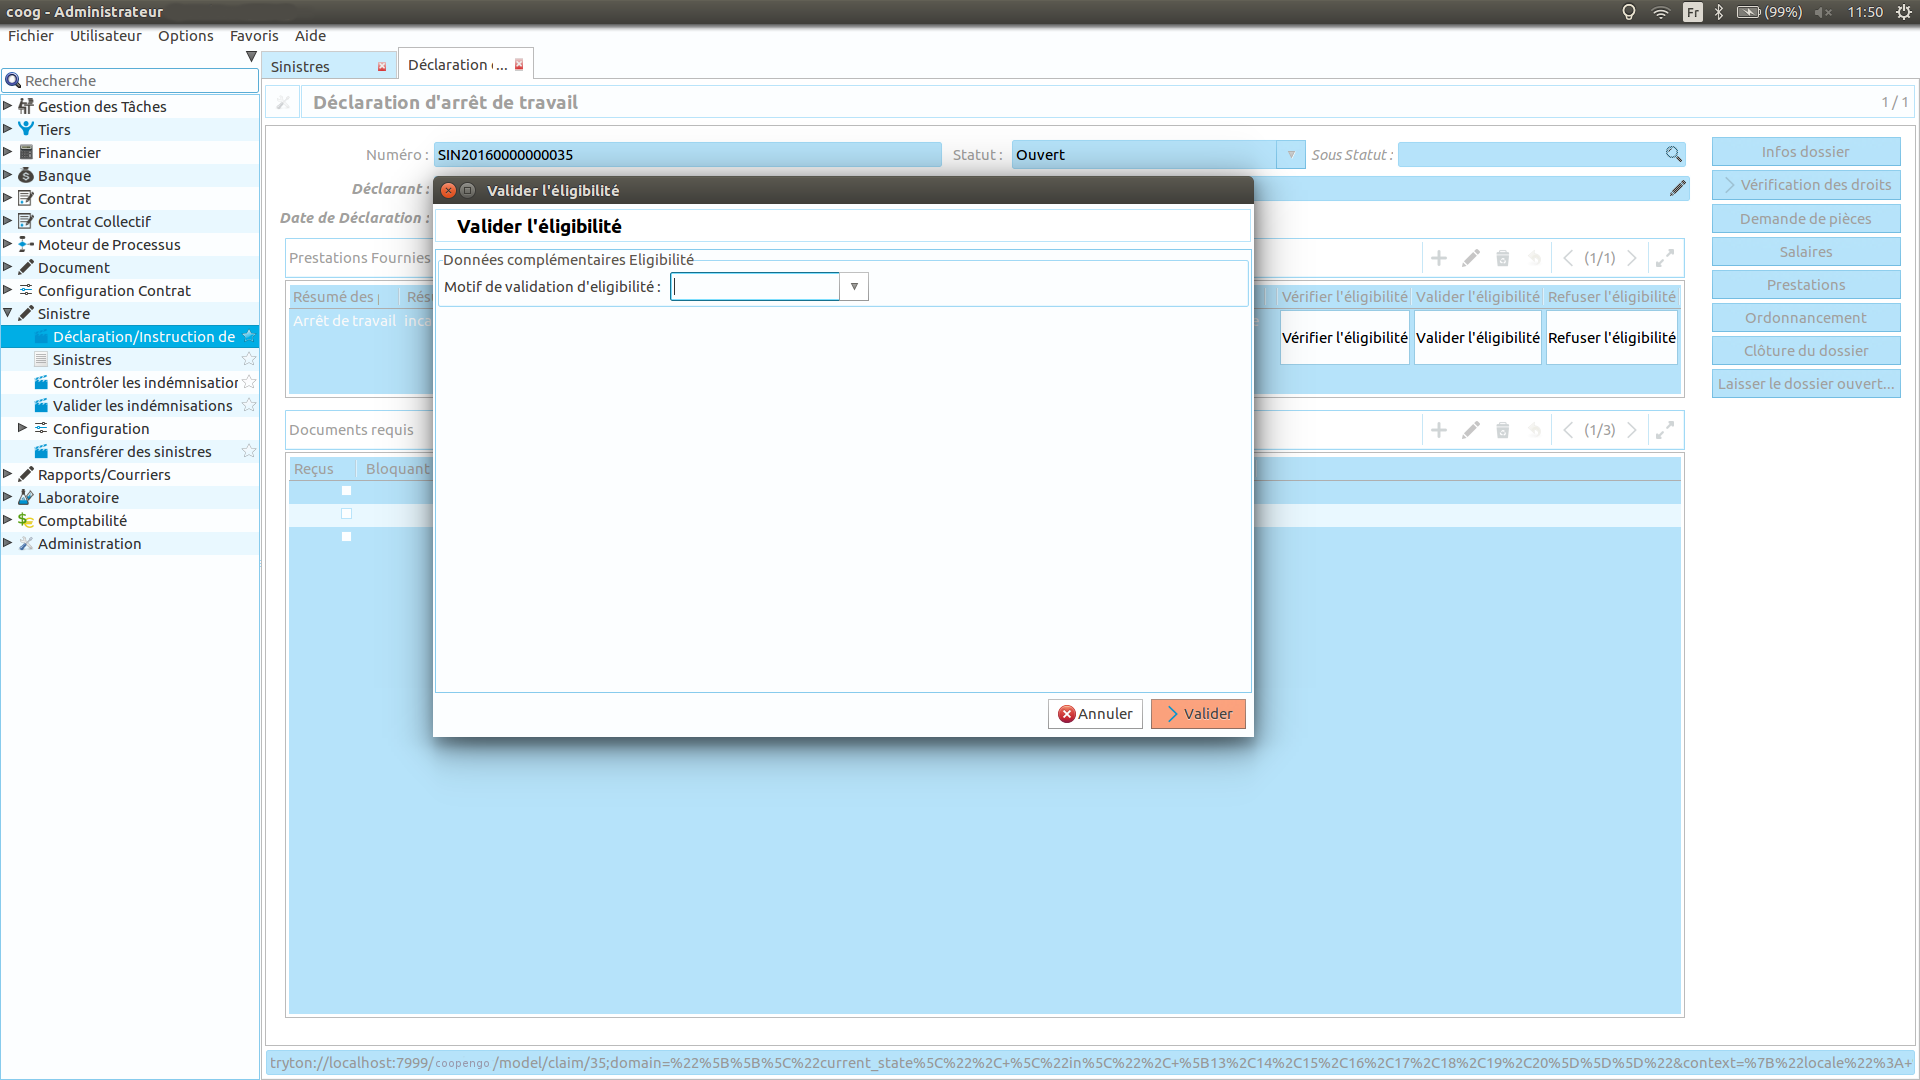 coog - Administrateur
Fr (99%) 11:50
Fichier Utilisateur Options Favoris Aide
Recherche
Gestion des Tâches
Tiers
Financier
Banque
Contrat
Contrat Collectif
Moteur de Processus
Document
Configuration Contrat
Sinistre
Déclaration/Instruction de
Sinistres
Contrôler les indémnisation
Valider les indémnisations
Configuration
Transférer des sinistres
Rapports/Courriers
Laboratoire
Comptabilité
Administration
Sinistres Déclaration ...
Déclaration d'arrêt de travail 1 / 1
Numéro : SIN20160000000035 Statut : Ouvert Sous Statut :
Déclarant :
Date de Déclaration :
Prestations Fournies (1/1)
Résumé des Vérifier l'éligibilité Valider l'éligibilité Refuser l'éligibilité
Arrêt de travail inca Vérifier l'éligibilité Valider l'éligibilité Refuser l'éligibilité
Documents requis (1/3)
Reçus Bloquant
Infos dossier
Vérification des droits
Demande de pièces
Salaires
Prestations
Ordonnancement
Clôture du dossier
Laisser le dossier ouvert...
Valider l'éligibilité
Valider l'éligibilité
Données complémentaires Eligibilité
Motif de validation d'eligibilité :
Annuler Valider
tryton://localhost:7999/coopengo/model/claim/35;domain=%22%5B%5B%5C%22current_state%5C%22%2C+%5C%22in%5C%22%2C+%5B13%2C14%2C15%2C16%2C17%2C18%2C19%2C20%5D%5D%5D%22&context=%7B%22locale%22%3A+